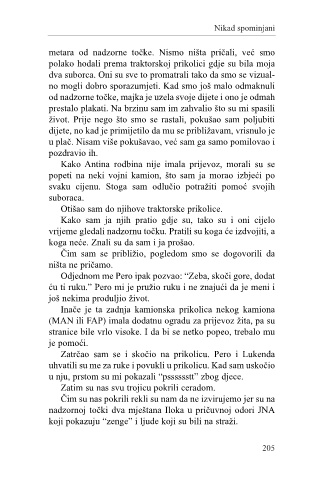 Nikad spominjani
metara od nadzorne točke. Nismo ništa pričali, već smo
polako hodali prema traktorskoj prikolici gdje su bila moja
dva suborca. Oni su sve to promatrali tako da smo se vizual-
no mogli dobro sporazumjeti. Kad smo još malo odmaknuli
od nadzorne točke, majka je uzela svoje dijete i ono je odmah
prestalo plakati. Na brzinu sam im zahvalio što su mi spasili
život. Prije nego što smo se rastali, pokušao sam poljubiti
dijete, no kad je primijetilo da mu se približavam, vrisnulo je
u plač. Nisam više pokušavao, već sam ga samo pomilovao i
pozdravio ih.
Kako Antina rodbina nije imala prijevoz, morali su se
popeti na neki vojni kamion, što sam ja morao izbjeći po
svaku cijenu. Stoga sam odlučio potražiti pomoć svojih
suboraca.
Otišao sam do njihove traktorske prikolice.
Kako sam ja njih pratio gdje su, tako su i oni cijelo
vrijeme gledali nadzornu točku. Pratili su koga će izdvojiti, a
koga neće. Znali su da sam i ja prošao.
Čim sam se približio, pogledom smo se dogovorili da
ništa ne pričamo.
Odjednom me Pero ipak pozvao: “Zeba, skoči gore, dodat
ću ti ruku.” Pero mi je pružio ruku i ne znajući da je meni i
još nekima produljio život.
Inače je ta zadnja kamionska prikolica nekog kamiona
(MAN ili FAP) imala dodatnu ogradu za prijevoz žita, pa su
stranice bile vrlo visoke. I da bi se netko popeo, trebalo mu
je pomoći.
Zatrčao sam se i skočio na prikolicu. Pero i Lukenda
uhvatili su me za ruke i povukli u prikolicu. Kad sam uskočio
u nju, prstom su mi pokazali “psssssstt” zbog djece.
Zatim su nas svu trojicu pokrili ceradom.
Čim su nas pokrili rekli su nam da ne izvirujemo jer su na
nadzornoj točki dva mještana Iloka u pričuvnoj odori JNA
koji pokazuju “zenge” i ljude koji su bili na straži.
205